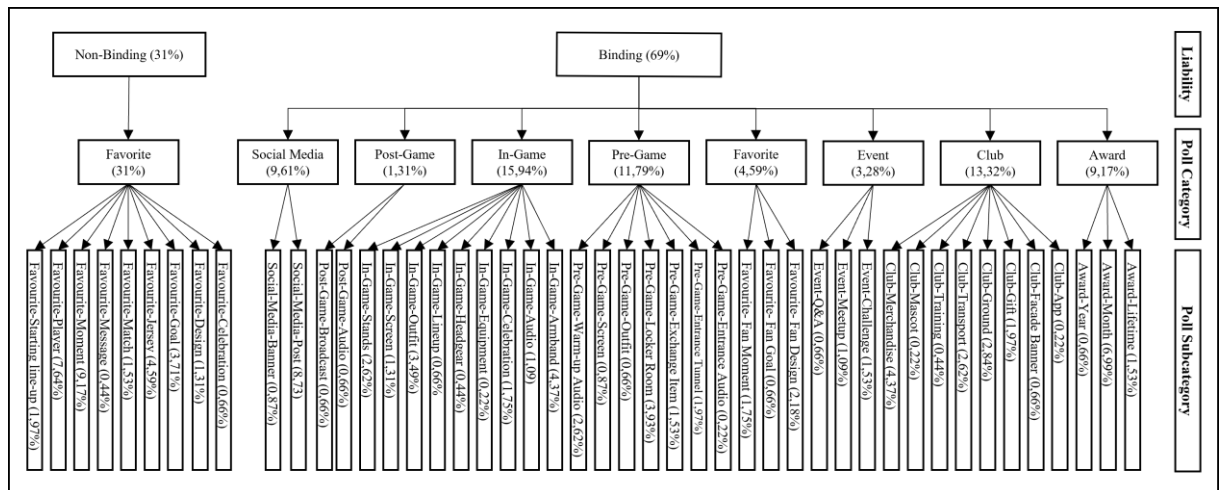 Non-Binding (31%)
Binding (69%)
Liability
Favorite
(31%)
Social Media
(9,61%)
Post-Game
(1,31%)
In-Game
(15,94%)
Pre-Game
(11,79%)
Favorite
(4,59%)
Event
(3,28%)
Club
(13,32%)
Award
(9,17%)
Poll Category
Favourite-Starting line-up (1,97%)
Favourite-Player (7,64%)
Favourite-Moment (9,17%)
Favourite-Message (0,44%)
Favourite-Match (1,53%)
Favourite-Jersey (4,59%)
Favourite-Goal (3,71%)
Favourite-Design (1,31%)
Favourite-Celebration (0,66%)
Social-Media-Banner (0,87%)
Social-Media-Post (8,73)
Post-Game-Broadcast (0,66%)
Post-Game-Audio (0,66%)
In-Game-Stands (2,62%)
In-Game-Screen (1,31%)
In-Game-Outfit (3,49%)
In-Game-Lineup (0,66%
In-Game-Headgear (0,44%)
In-Game-Equipment (0,22%)
In-Game-Celebration (1,75%)
In-Game-Audio (1,09)
In-Game-Armband (4,37%)
Pre-Game-Warm-up Audio (2,62%)
Pre-Game-Screen (0,87%)
Pre-Game-Outfit (0,66%)
Pre-Game-Locker Room (3,93%)
Pre-Game-Exchange Item (1,53%)
Pre-Game-Entrance Tunnel (1,97%)
Pre-Game-Entrance Audio (0,22%)
Favourite- Fan Moment (1,75%)
Favourite- Fan Goal (0,66%)
Favourite- Fan Design 2,18%)
Event-Q&A (0,66%)
Event-Meetup (1,09%)
Event-Challenge (1,53%)
Club-Merchandise (4,37%)
Club-Mascot (0,22%)
Club-Training (0,44%)
Club-Transport (2,62%)
Club-Ground (2,84%)
Club-Gift (1,97%)
Club-Facade Banner (0,66%)
Club-App (0,22%)
Award-Year (0,66%)
Award-Month (6,99%)
Award-Lifetime (1,53%)
Poll Subcategory